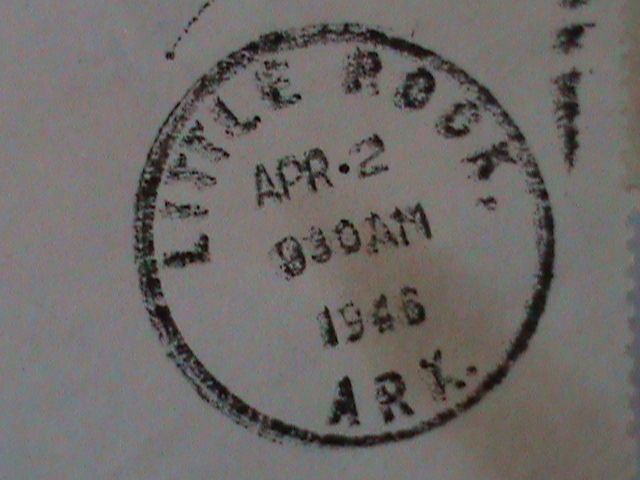 LITTLE ROCK,
APR·2
930AM
1946
ARK.